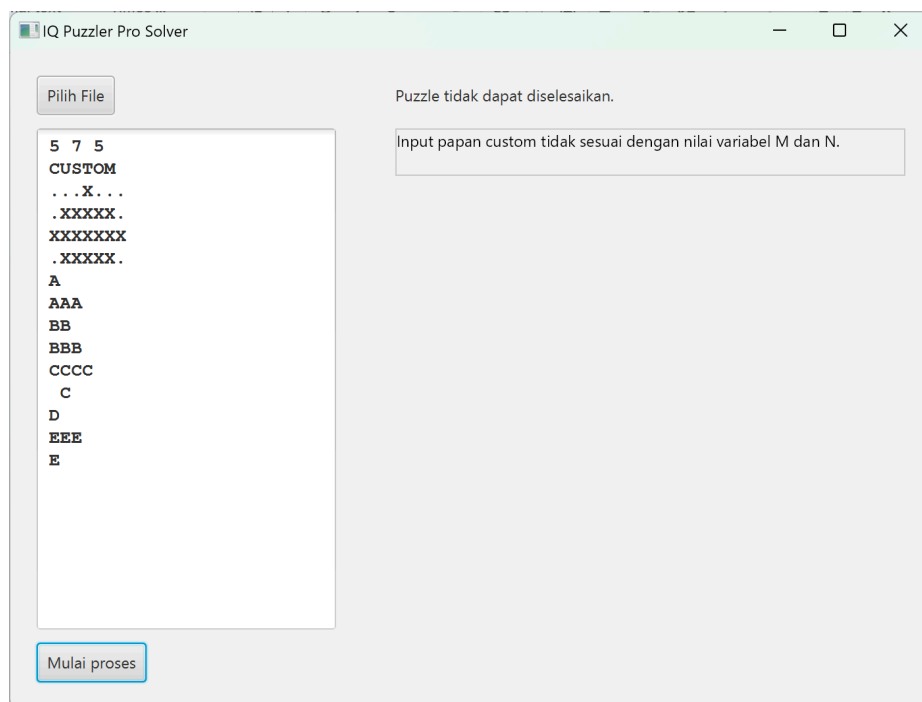 IQ Puzzler Pro Solver
Pilih File
Puzzle tidak dapat diselesaikan.
5 7 5
CUSTOM
...X...
.XXXXX.
XXXXXXX
.XXXXX.
A
AAA
BB
BBB
CCCC
 C
D
EEE
E
Input papan custom tidak sesuai dengan nilai variabel M dan N.
Mulai proses